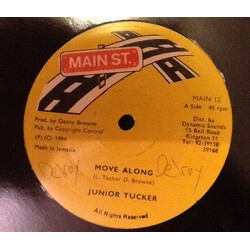 MAIN ST.
MAIN 12
A Side 45 rpm
Prod. by Danny Browne
Pub. by Copyright Control
(P) (C) 1994
Made in Jamaica
Dist. by
Dynamic Sounds
15 Bell Road
Kingston 11
Tel: 92-39138
39168
Delroy Delroy
MOVE ALONG
(L. Tucker D. Browne)
JUNIOR TUCKER
All Rights Reserved